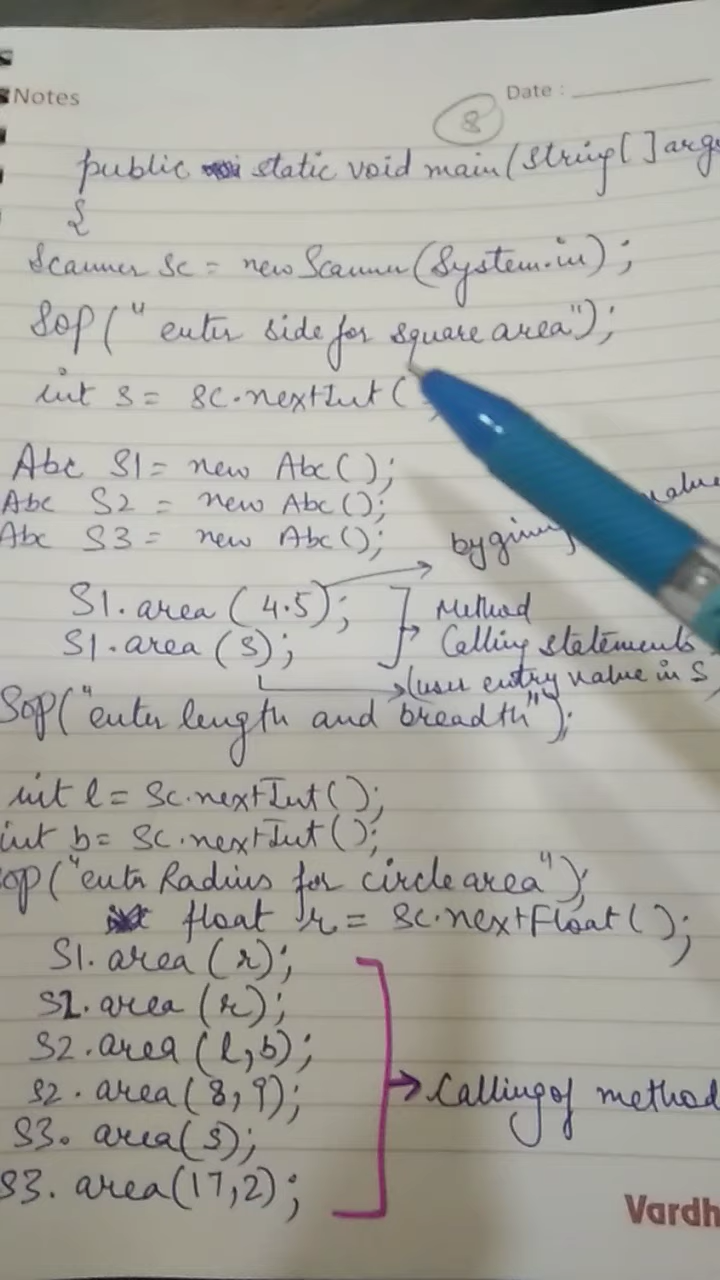 Notes
Date :
8
public static void main(String[] arg
{
Scanner Sc = new Scanner(System.in);
Sop(" enter side for square area");
int s = sc.nextInt(
Abc S1 = new Abc();
Abc S2 = new Abc();
Abc S3 = new Abc();
by giving value
S1.area (4.5);
S1.area (s);
Method
Calling statements
(user entry value in S)
Sop("enter length and breadth");
int l = Sc.nextInt();
int b = Sc.nextInt();
op("enter Radius for circle area");
float r = Sc.nextFloat();
S1.area (r);
S2.area (r);
S2.area (l,b);
S2.area(8,9);
S3.area(s);
S3.area(17,2);
Calling of method
Vardh